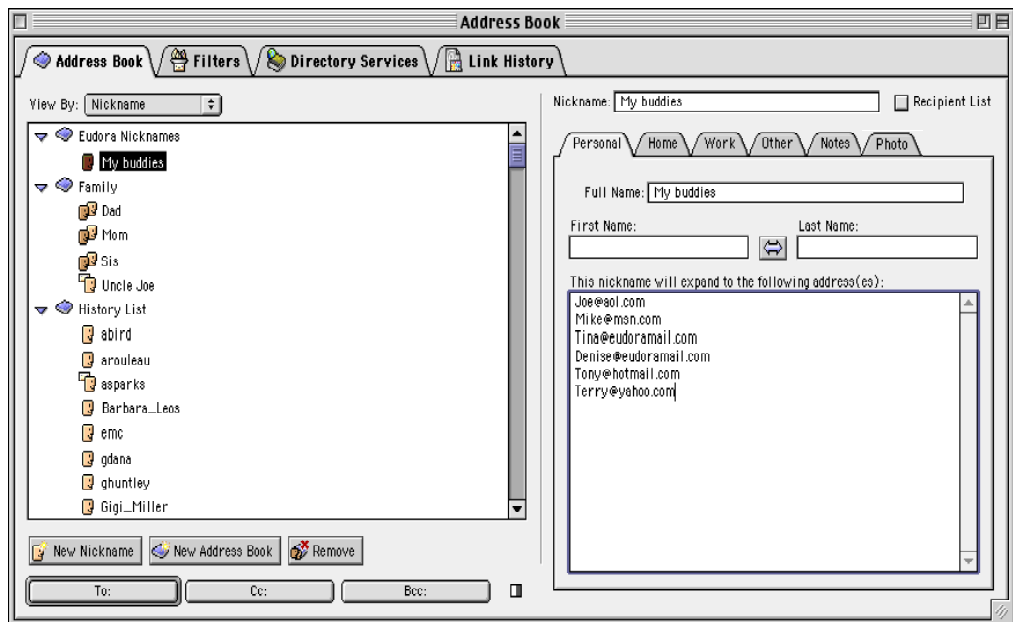 Address Book
Address Book
Filters
Directory Services
Link History
View By: Nickname
Eudora Nicknames
My buddies
Family
Dad
Mom
Sis
Uncle Joe
History List
abird
arouleau
asparks
Barbara_Leos
emc
gdana
ghuntley
Gigi_Miller
New Nickname
New Address Book
Remove
To:
Cc:
Bcc:
Nickname: My buddies
Recipient List
Personal
Home
Work
Other
Notes
Photo
Full Name: My buddies
First Name:
Last Name:
This nickname will expand to the following address(es):
Joe@aol.com
Mike@msn.com
Tina@eudoramail.com
Denise@eudoramail.com
Tony@hotmail.com
Terry@yahoo.com